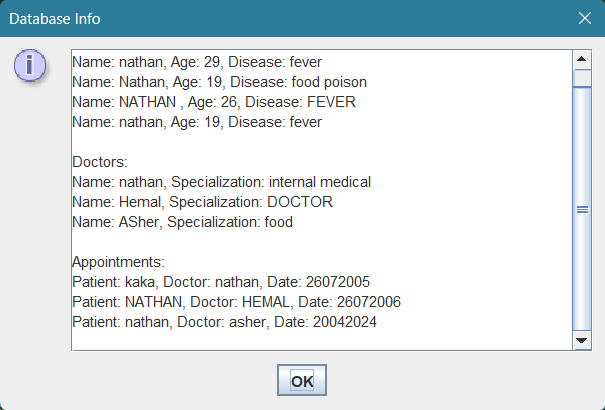 Database Info
Name: nathan, Age: 29, Disease: fever
Name: Nathan, Age: 19, Disease: food poison
Name: NATHAN , Age: 26, Disease: FEVER
Name: nathan, Age: 19, Disease: fever
Doctors:
Name: nathan, Specialization: internal medical
Name: Hemal, Specialization: DOCTOR
Name: ASher, Specialization: food
Appointments:
Patient: kaka, Doctor: nathan, Date: 26072005
Patient: NATHAN, Doctor: HEMAL, Date: 26072006
Patient: nathan, Doctor: asher, Date: 20042024
OK